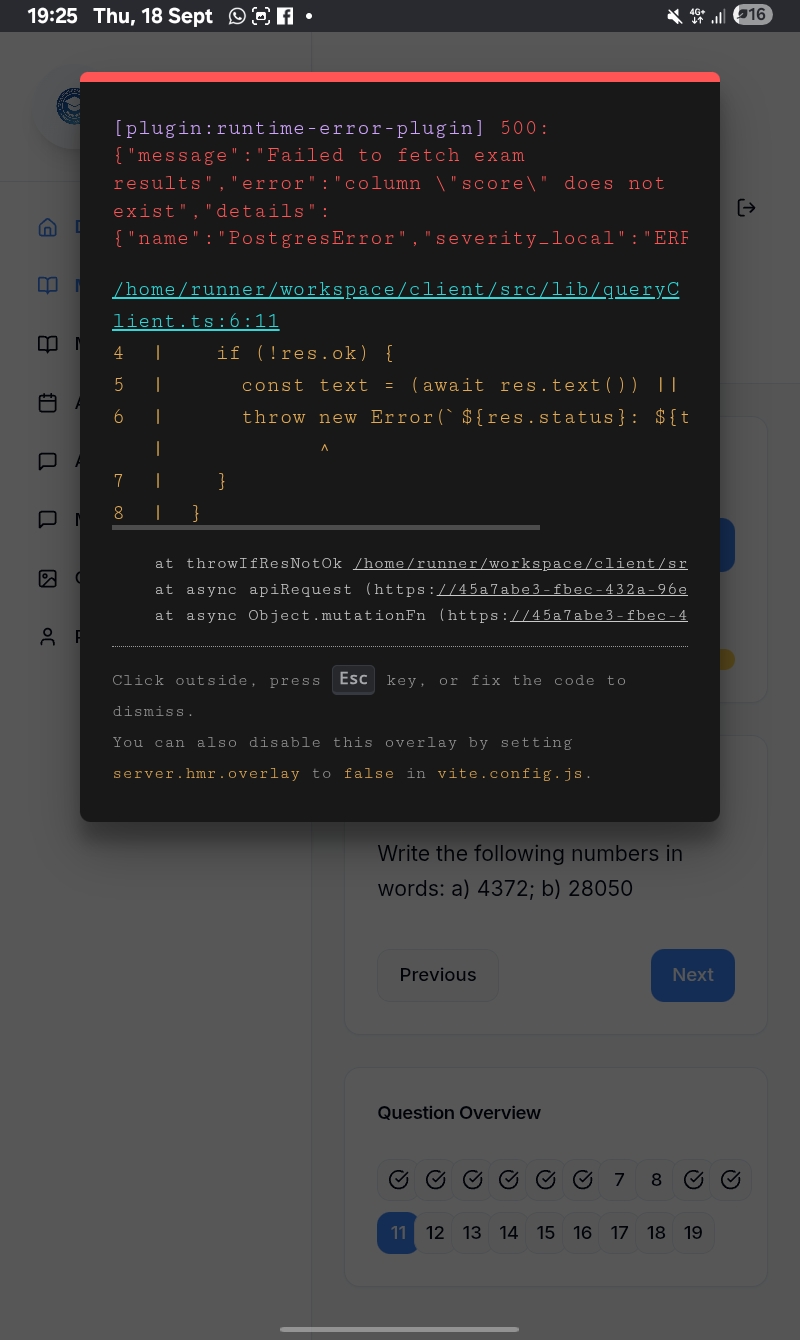 19:25 Thu, 18 Sept
4G+
16
[plugin:runtime-error-plugin] 500:
{"message":"Failed to fetch exam
results","error":"column \"score\" does not
exist","details":
{"name":"PostgresError","severity_local":"ERR
/home/runner/workspace/client/src/lib/queryC
lient.ts:6:11
4 | if (!res.ok) {
5 | const text = (await res.text()) ||
6 | throw new Error(`${res.status}: ${t
| ^
7 | }
8 | }
at throwIfResNotOk /home/runner/workspace/client/sr
at async apiRequest (https://45a7abe3-fbec-432a-96e
at async Object.mutationFn (https://45a7abe3-fbec-4
Click outside, press Esc key, or fix the code to
dismiss.
You can also disable this overlay by setting
server.hmr.overlay to false in vite.config.js.
Write the following numbers in
words: a) 4372; b) 28050
Previous Next
Question Overview
7 8
11 12 13 14 15 16 17 18 19